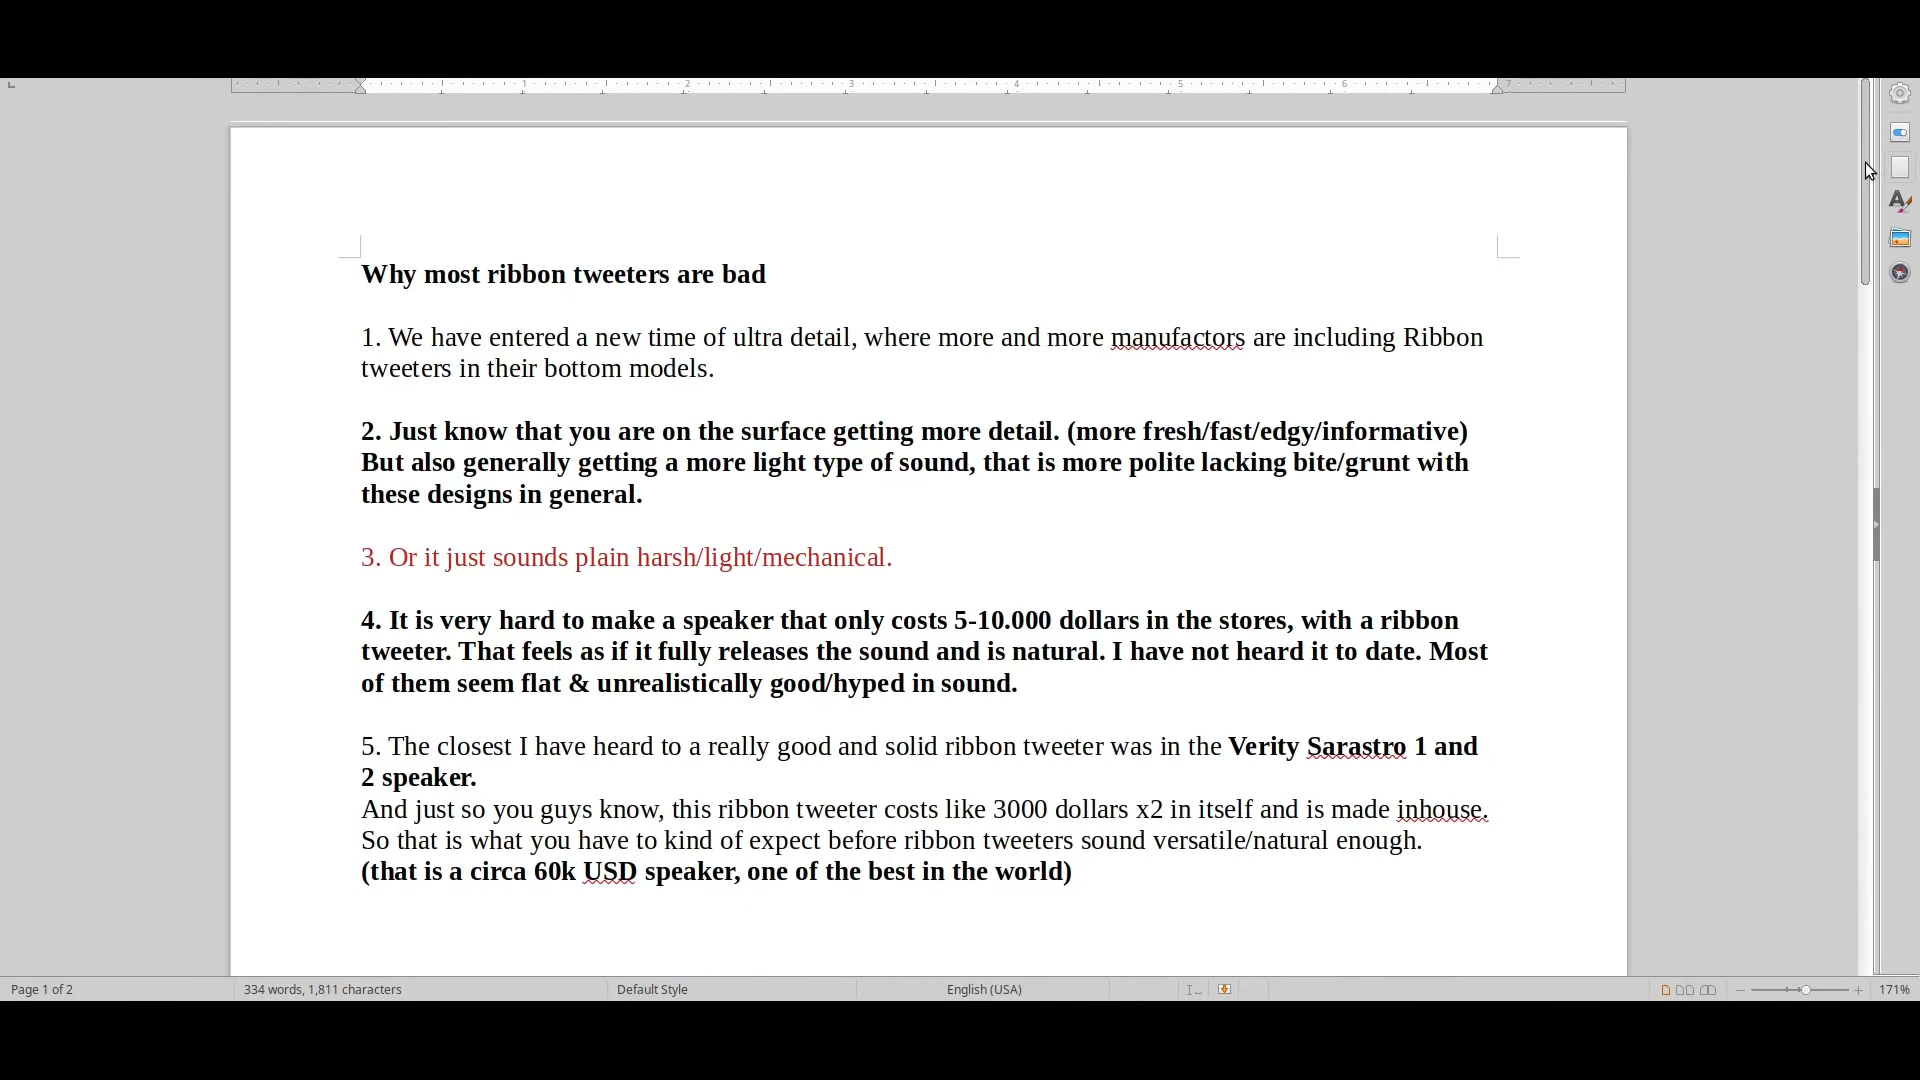 1 2 3 4 5 6 7
Why most ribbon tweeters are bad
1. We have entered a new time of ultra detail, where more and more manufactors are including Ribbon
tweeters in their bottom models.
2. Just know that you are on the surface getting more detail. (more fresh/fast/edgy/informative)
But also generally getting a more light type of sound, that is more polite lacking bite/grunt with
these designs in general.
3. Or it just sounds plain harsh/light/mechanical.
4. It is very hard to make a speaker that only costs 5-10.000 dollars in the stores, with a ribbon
tweeter. That feels as if it fully releases the sound and is natural. I have not heard it to date. Most
of them seem flat & unrealistically good/hyped in sound.
5. The closest I have heard to a really good and solid ribbon tweeter was in the Verity Sarastro 1 and
2 speaker.
And just so you guys know, this ribbon tweeter costs like 3000 dollars x2 in itself and is made inhouse.
So that is what you have to kind of expect before ribbon tweeters sound versatile/natural enough.
(that is a circa 60k USD speaker, one of the best in the world)
Page 1 of 2 334 words, 1,811 characters Default Style English (USA) 171%